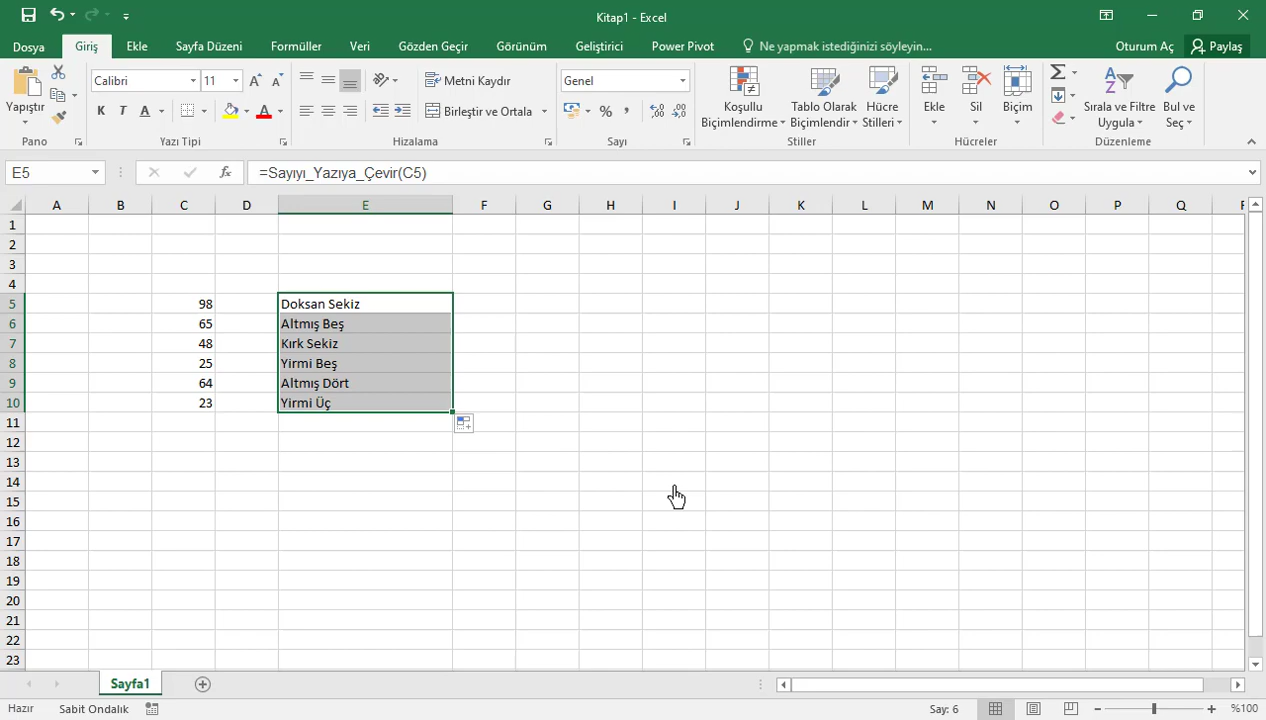 Kitap1 - Excel
Dosya Giriş Ekle Sayfa Düzeni Formüller Veri Gözden Geçir Görünüm Geliştirici Power Pivot Ne yapmak istediğinizi söyleyin... Oturum Aç Paylaş
Yapıştır
Pano
Calibri 11
K T A
Yazı Tipi
Metni Kaydır
Birleştir ve Ortala
Hizalama
Genel
%
Sayı
Koşullu Biçimlendirme
Tablo Olarak Biçimlendir
Hücre Stilleri
Stiller
Ekle Sil Biçim
Hücreler
Sırala ve Filtre Uygula
Bul ve Seç
Düzenleme
E5 fx =Sayıyı_Yazıya_Çevir(C5)
A B C D E F G H I J K L M N O P Q
1
2
3
4
5 98 Doksan Sekiz
6 65 Altmış Beş
7 48 Kırk Sekiz
8 25 Yirmi Beş
9 64 Altmış Dört
10 23 Yirmi Üç
11
12
13
14
15
16
17
18
19
20
21
22
23
Sayfa1
Hazır Sabit Ondalık Say: 6 %100